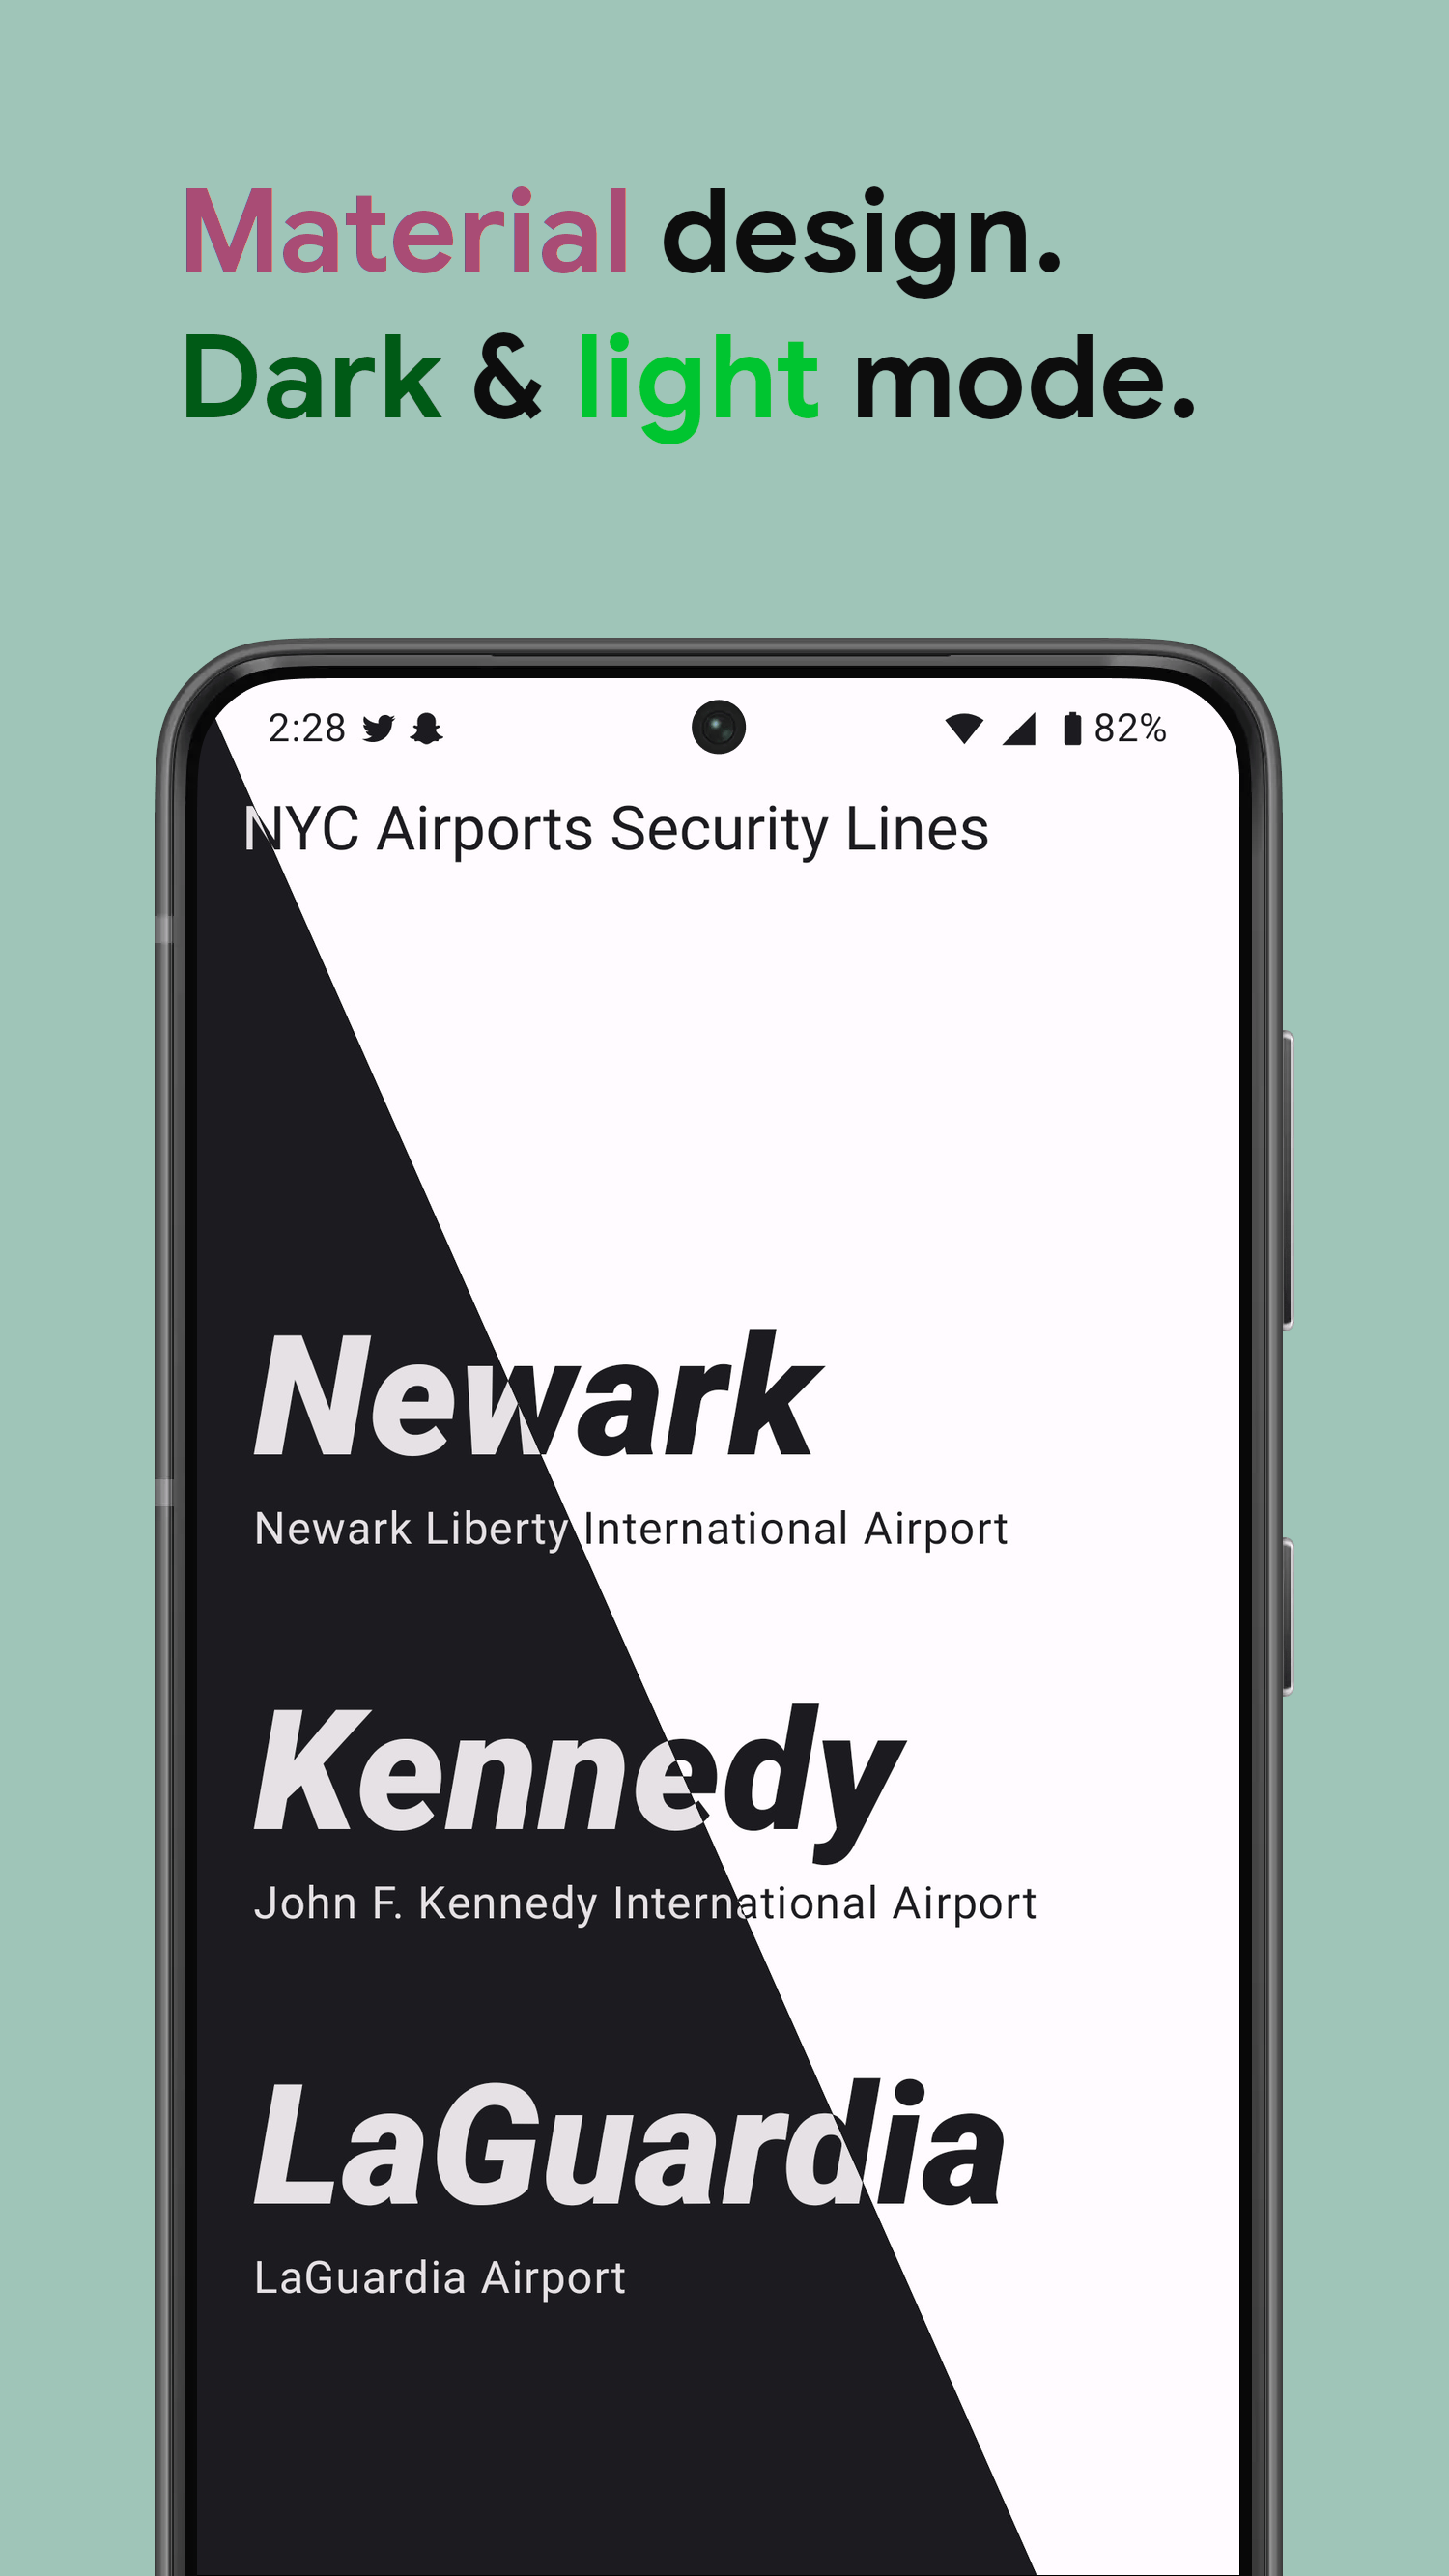 Material design.
Dark & light mode.
2:28 82%
NYC Airports Security Lines
Newark
Newark Liberty International Airport
Kennedy
John F. Kennedy International Airport
LaGuardia
LaGuardia Airport